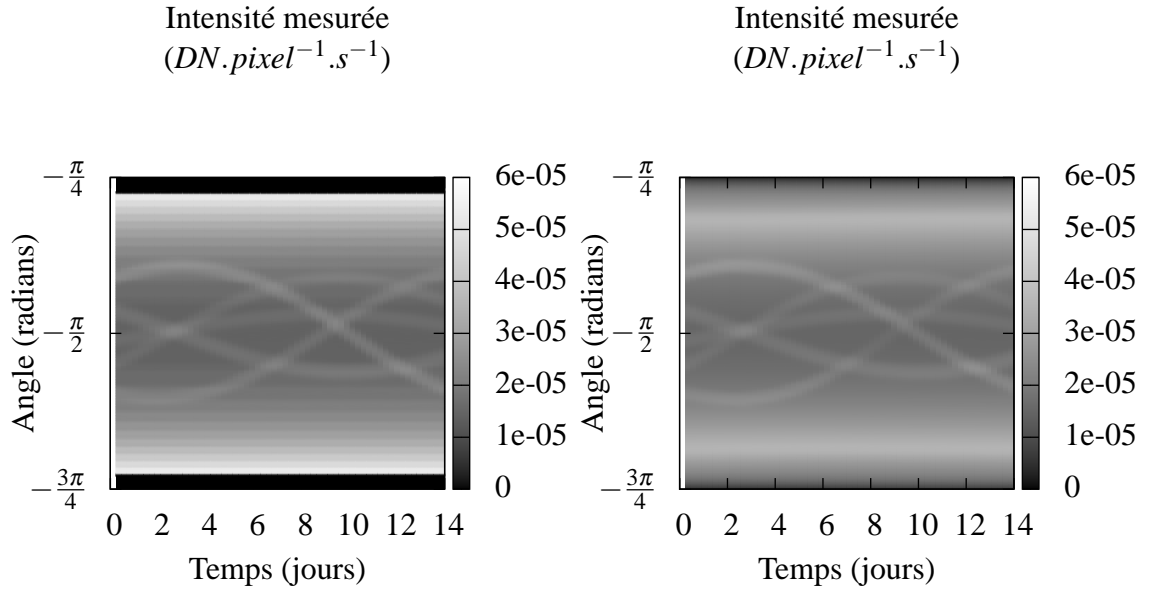 Intensité mesurée
(DN.pixel⁻¹.s⁻¹)
−π/4
−π/2
−3π/4
Angle (radians)
0 2 4 6 8 10 12 14
Temps (jours)
6e-05
5e-05
4e-05
3e-05
2e-05
1e-05
0
Intensité mesurée
(DN.pixel⁻¹.s⁻¹)
−π/4
−π/2
−3π/4
Angle (radians)
0 2 4 6 8 10 12 14
Temps (jours)
6e-05
5e-05
4e-05
3e-05
2e-05
1e-05
0